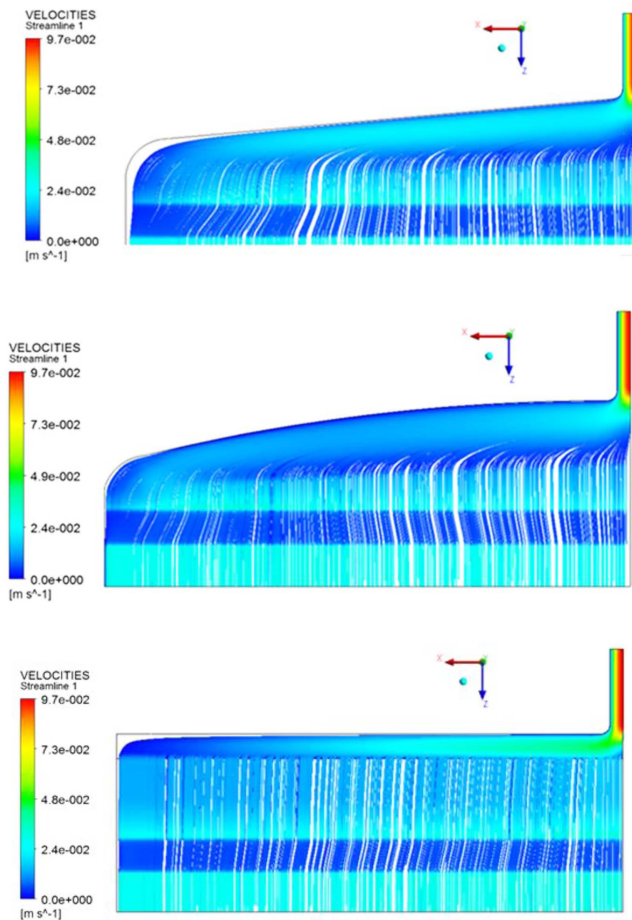 VELOCITIES
Streamline 1
9.7e-002
7.3e-002
4.8e-002
2.4e-002
0.0e+000
[m s^-1]
X
Y
Z
VELOCITIES
Streamline 1
9.7e-002
7.3e-002
4.9e-002
2.4e-002
0.0e+000
[m s^-1]
X
Y
Z
VELOCITIES
Streamline 1
9.7e-002
7.3e-002
4.8e-002
2.4e-002
0.0e+000
[m s^-1]
X
Y
Z